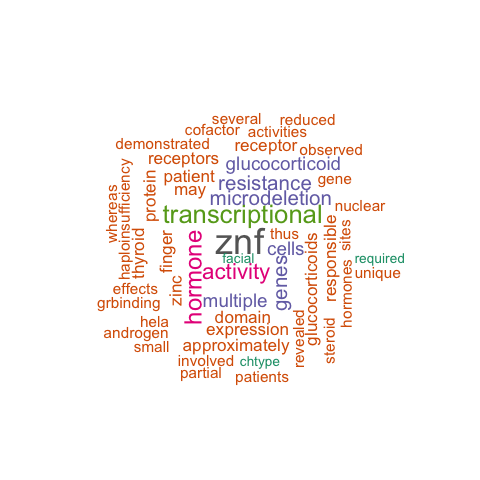 several
reduced
cofactor
activities
demonstrated
receptor
observed
receptors
glucocorticoid
patient
resistance
gene
may
microdeletion
nuclear
transcriptional
whereas
haploinsufficiency
protein
thyroid
finger
zinc
hormone
znf
thus
cells
facial
activity
genes
glucocorticoids
responsible
sites
hormones
required
unique
effects
grbinding
multiple
domain
hela
androgen
expression
small
approximately
revealed
steroid
involved
chtype
partial
patients